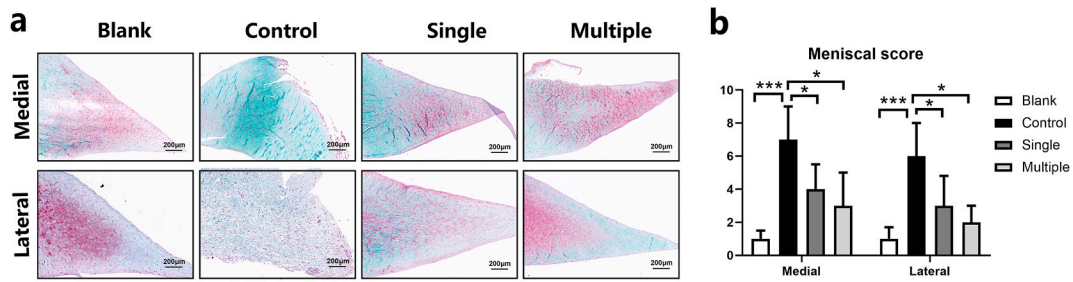 a
Blank Control Single Multiple
Medial
200μm 200μm 200μm 200μm
Lateral
200μm 200μm 200μm 200μm
b
Meniscal score
*** * *
*** * *
10
8
6
4
2
0
Medial Lateral
Blank
Control
Single
Multiple